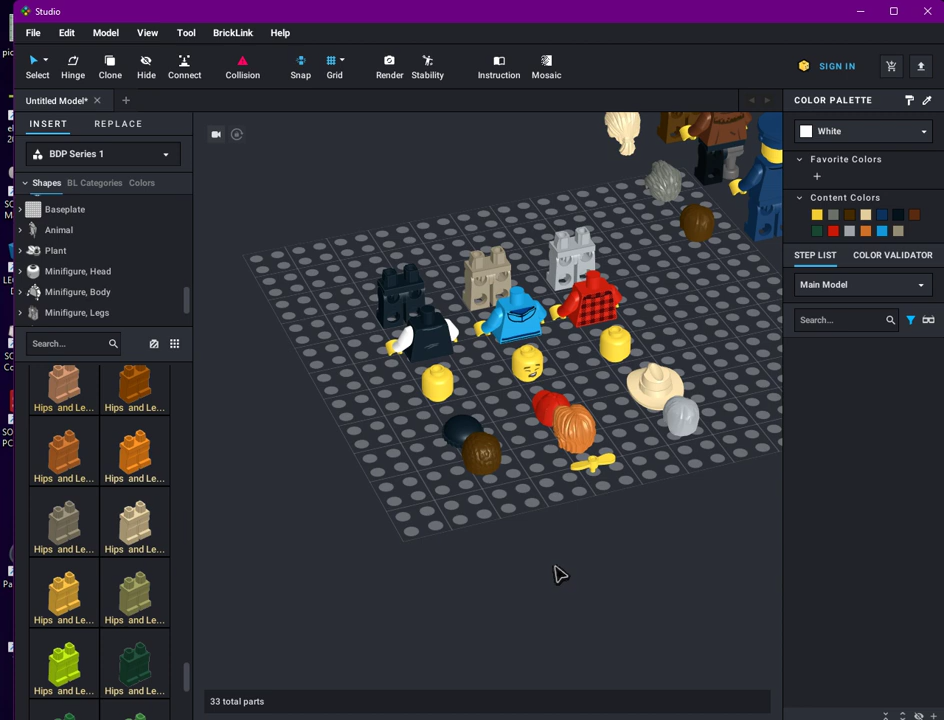 Studio
pic
File Edit Model View Tool BrickLink Help
Select Hinge Clone Hide Connect Collision Snap Grid Render Stability Instruction Mosaic SIGN IN
Untitled Model*
INSERT REPLACE
BDP Series 1
Shapes BL Categories Colors
Baseplate
Animal
Plant
Minifigure, Head
Minifigure, Body
Minifigure, Legs
Search...
Hips and Le... Hips and Le...
Hips and Le... Hips and Le...
Hips and Le... Hips and Le...
Hips and Le... Hips and Le...
Hips and Le... Hips and Le...
33 total parts
COLOR PALETTE
White
Favorite Colors
Content Colors
STEP LIST COLOR VALIDATOR
Main Model
Search...